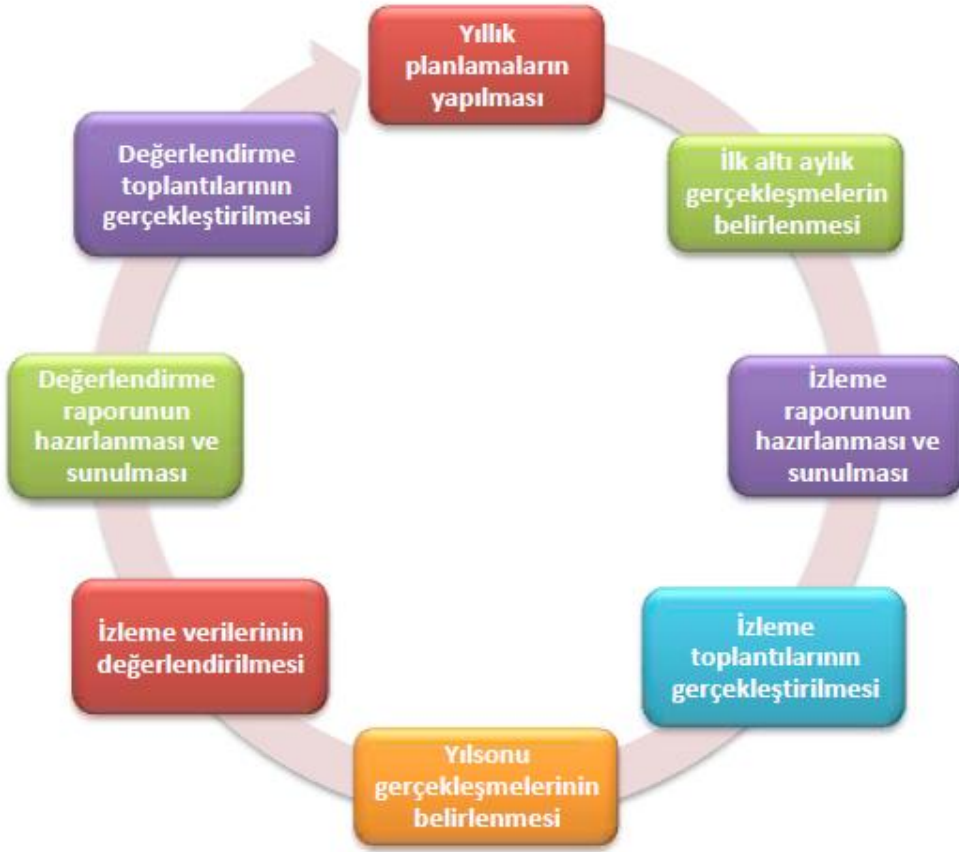 Yıllık
planlamaların
yapılması
İlk altı aylık
gerçekleşmelerin
belirlenmesi
İzleme
raporunun
hazırlanması ve
sunulması
İzleme
toplantılarının
gerçekleştirilmesi
Yılsonu
gerçekleşmelerinin
belirlenmesi
İzleme verilerinin
değerlendirilmesi
Değerlendirme
raporunun
hazırlanması ve
sunulması
Değerlendirme
toplantılarının
gerçekleştirilmesi